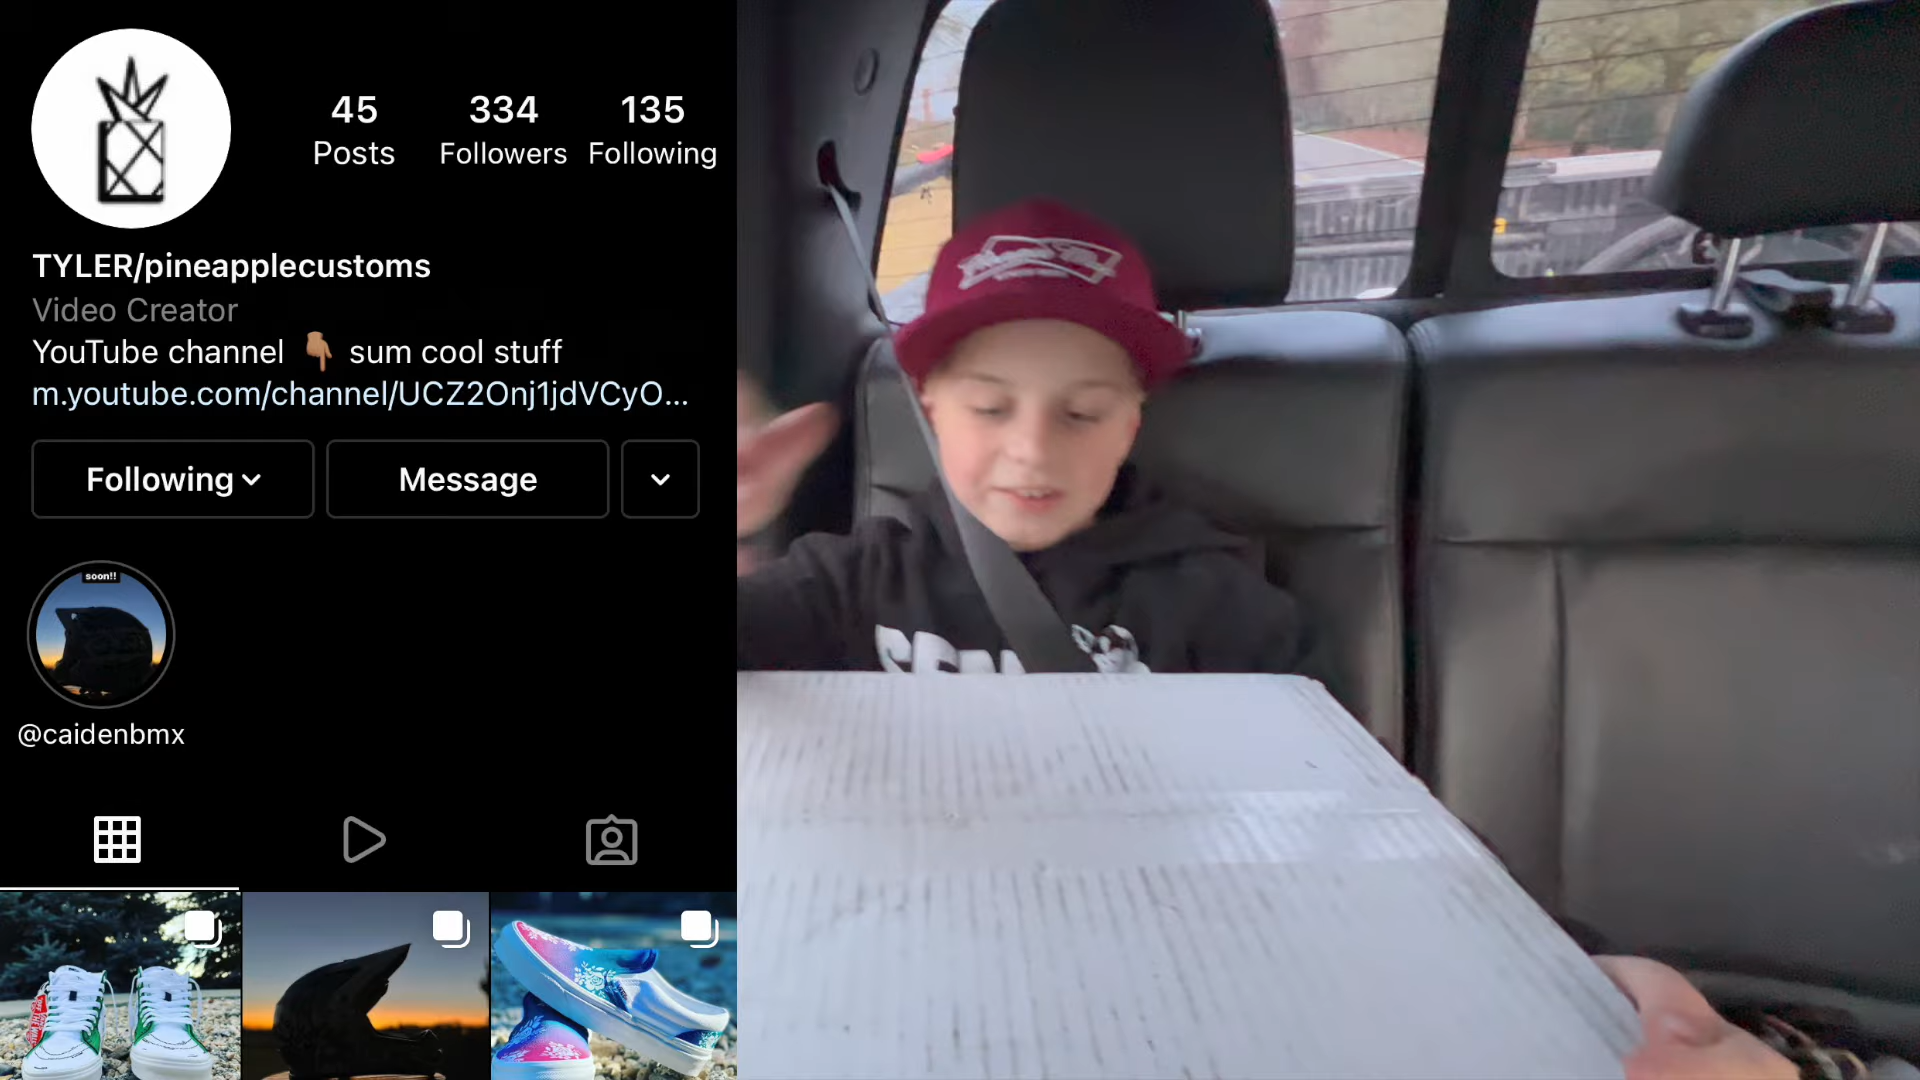 45
Posts
334
Followers
135
Following
TYLER/pineapplecustoms
Video Creator
YouTube channel 👇🏽 sum cool stuff
m.youtube.com/channel/UCZ2Onj1jdVCyO...
Following
Message
soon!!
@caidenbmx